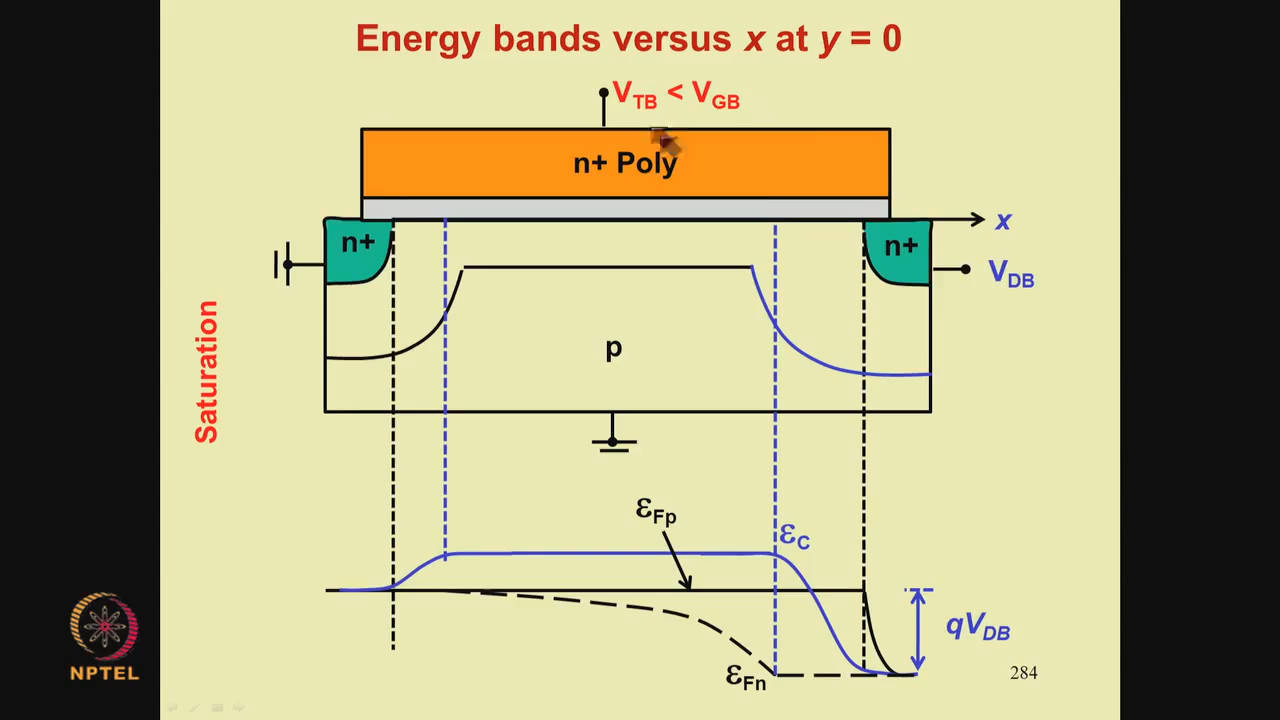 Energy bands versus x at y = 0
V_TB < V_GB
n+ Poly
x
n+
n+
V_DB
Saturation
p
ε_Fp
ε_C
qV_DB
ε_Fn
284
NPTEL